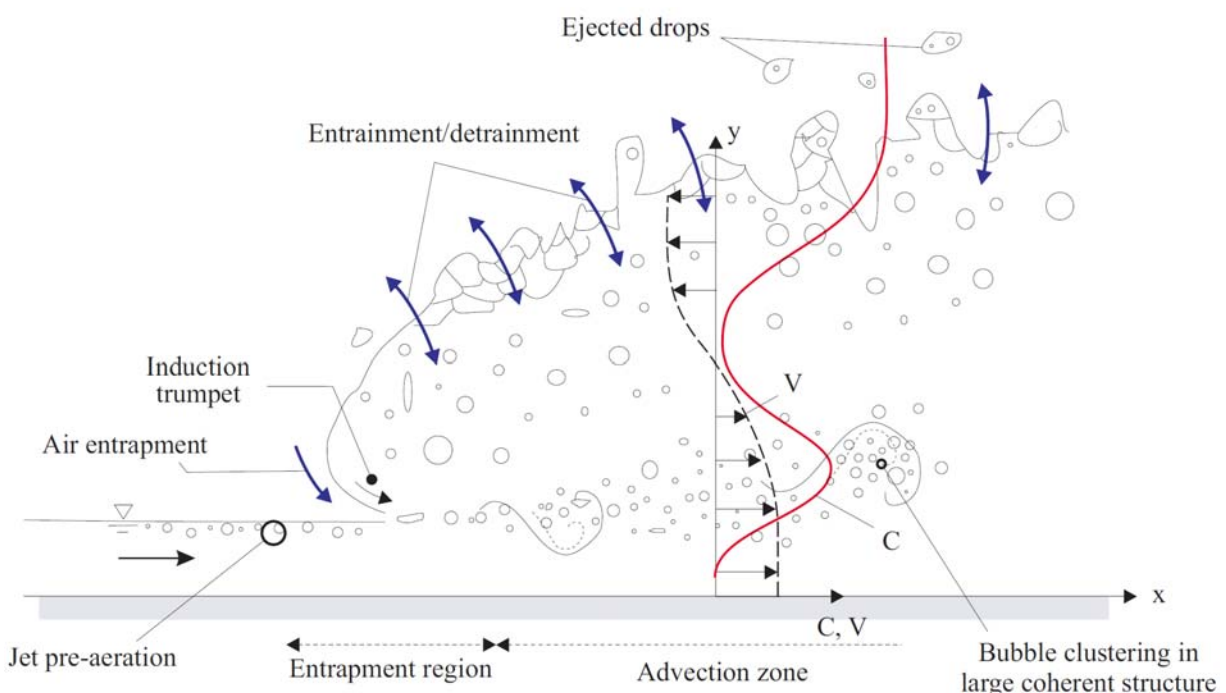 Ejected drops
Entrainment/detrainment
y
Induction
trumpet
V
Air entrapment
C
x
C, V
Jet pre-aeration
Entrapment region
Advection zone
Bubble clustering in
large coherent structure